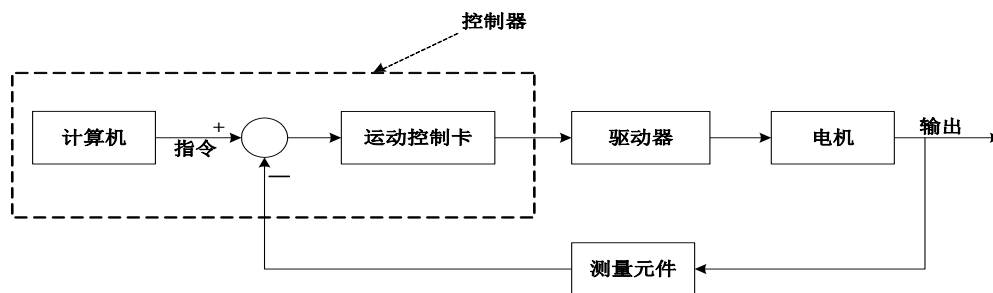 控制器
计算机
+
指令
—
运动控制卡
驱动器
电机
输出
测量元件